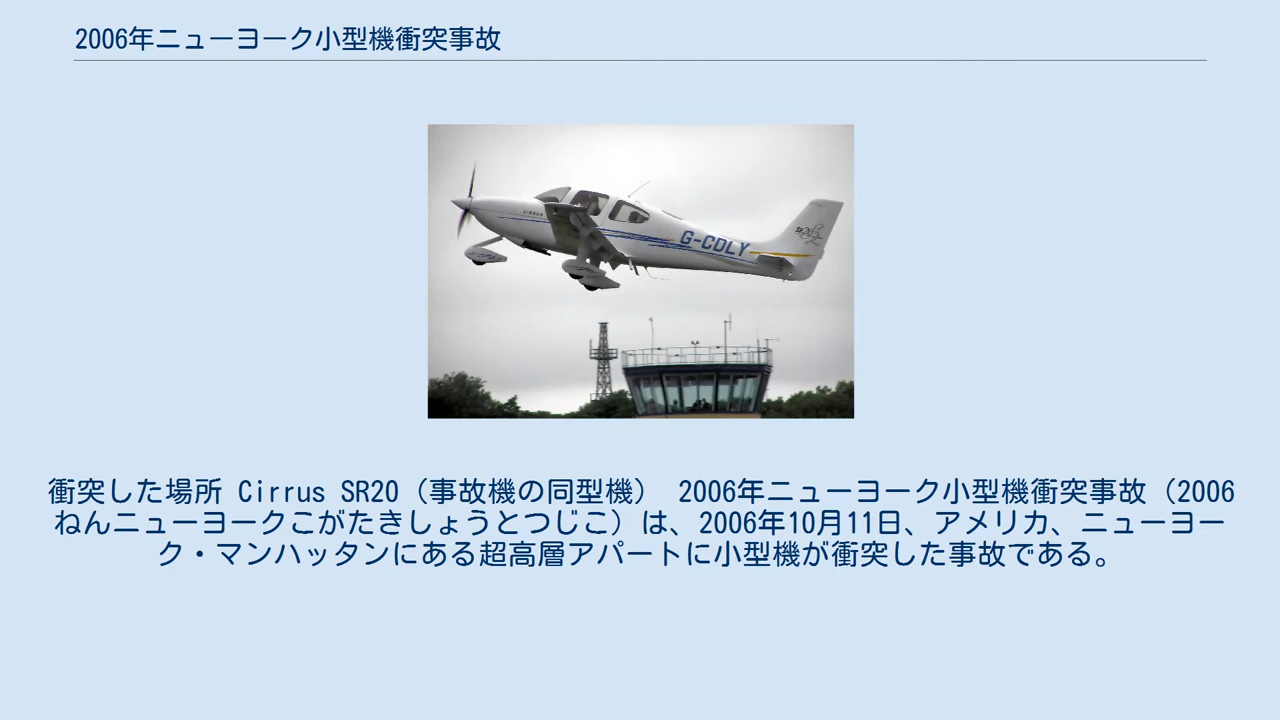 2006年ニューヨーク小型機衝突事故
G-CDLY
衝突した場所 Cirrus SR20（事故機の同型機） 2006年ニューヨーク小型機衝突事故（2006
ねんニューヨークこがたきしょうとつじこ）は、2006年10月11日、アメリカ、ニューヨー
ク・マンハッタンにある超高層アパートに小型機が衝突した事故である。